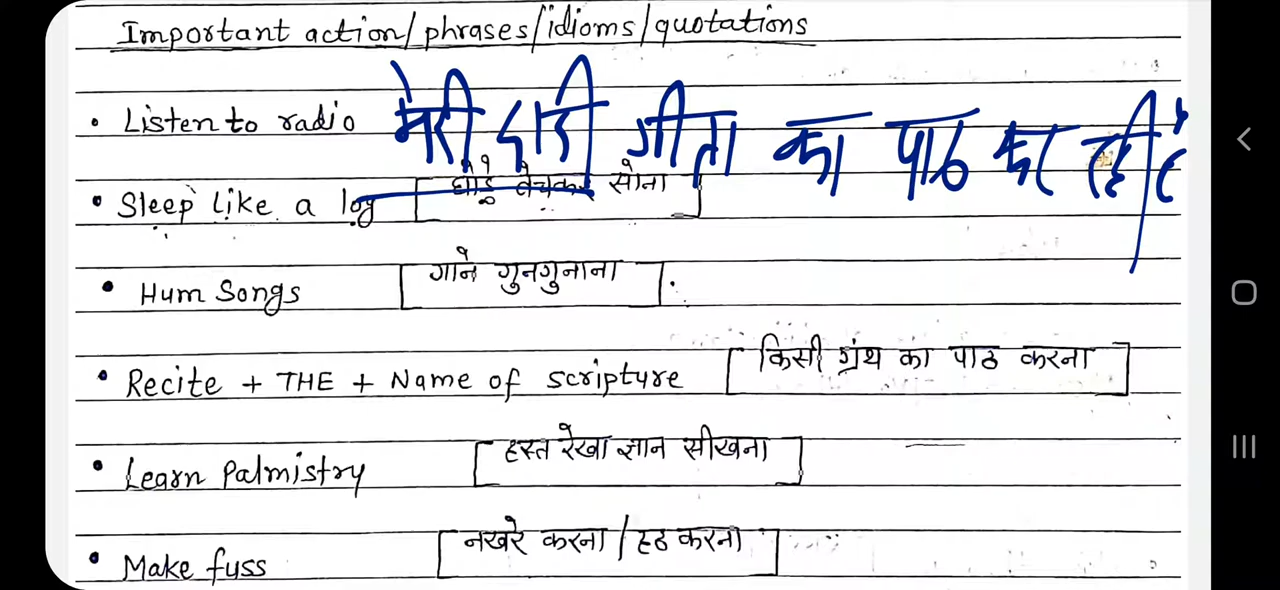 Important action/phrases/idioms/quotations
• Listen to radio
मेरी दादी गीता का पाठ कर रही है
• Sleep like a log [घोड़े बेचकर सोना]
• Hum Songs [गाने गुनगुनाना].
• Recite + THE + Name of scripture [किसी ग्रंथ का पाठ करना]
• Learn Palmistry [हस्त रेखा ज्ञान सीखना]
• Make fuss [नखरे करना/हठ करना]